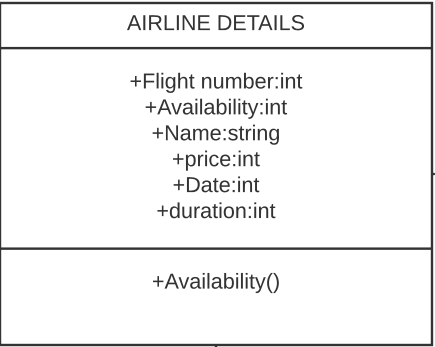 AIRLINE DETAILS
+Flight number:int
+Availability:int
+Name:string
+price:int
+Date:int
+duration:int
+Availability()